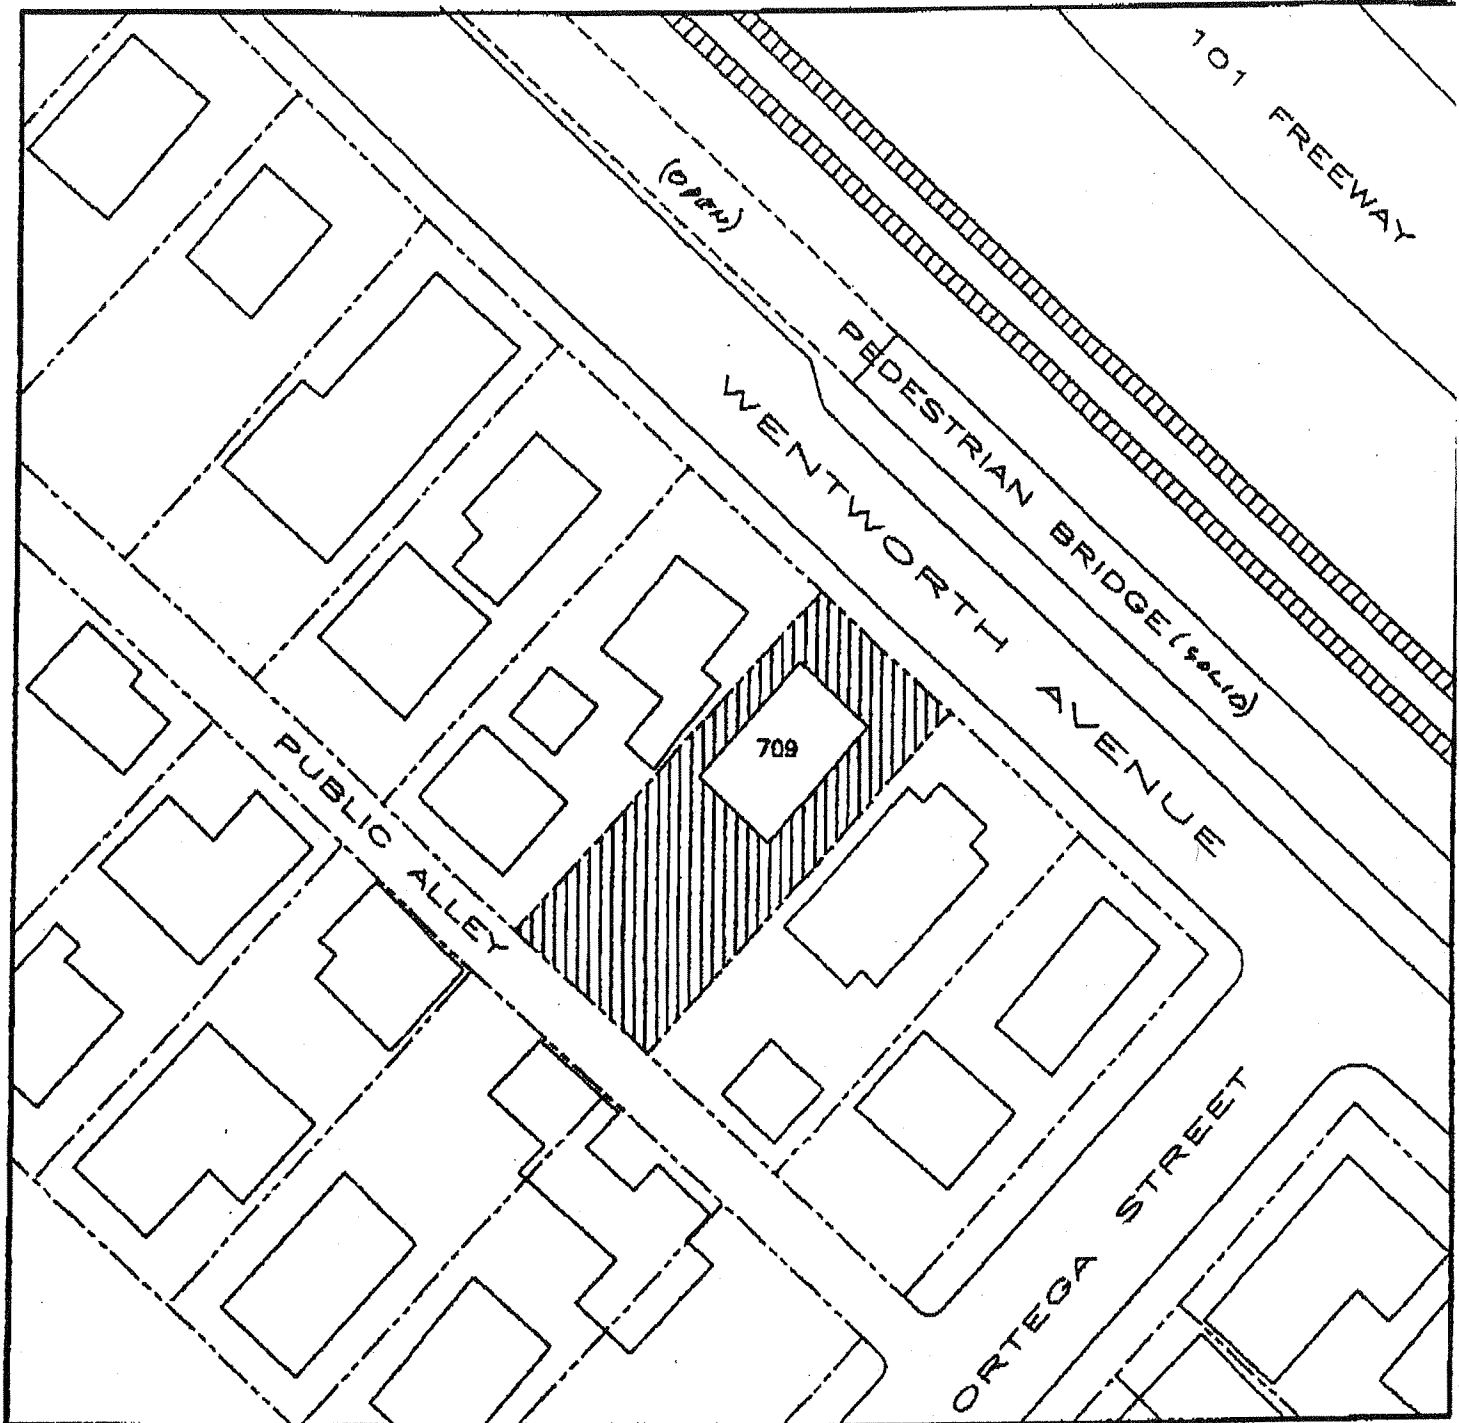 101 FREEWAY
(OPEN)
PEDESTRIAN BRIDGE (SOLID)
WENTWORTH AVENUE
709
PUBLIC ALLEY
ORTEGA STREET